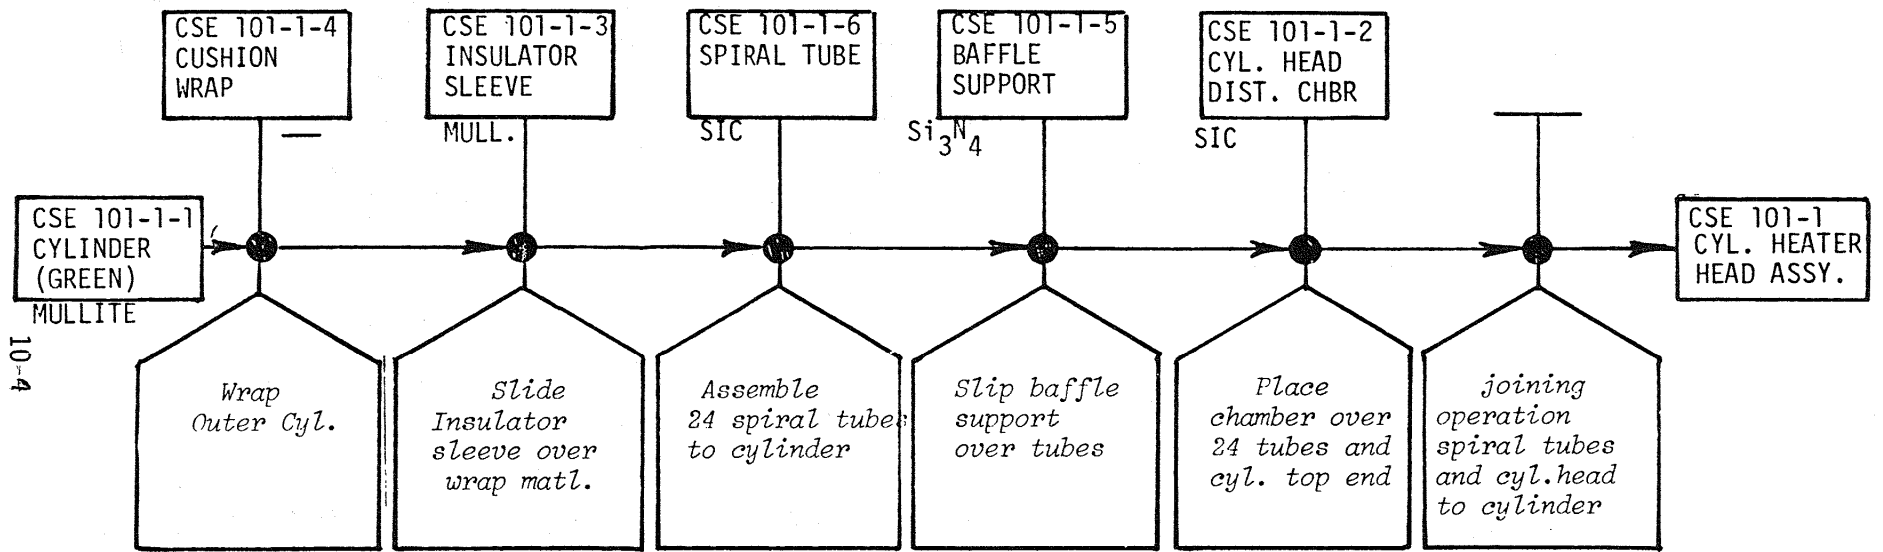 CSE 101-1-4
CUSHION
WRAP
CSE 101-1-3
INSULATOR
SLEEVE
MULL.
CSE 101-1-6
SPIRAL TUBE
SIC
CSE 101-1-5
BAFFLE
SUPPORT
Si3N4
CSE 101-1-2
CYL. HEAD
DIST. CHBR
SIC
CSE 101-1-1
CYLINDER
(GREEN)
MULLITE
CSE 101-1
CYL. HEATER
HEAD ASSY.
Wrap
Outer Cyl.
Slide
Insulator
sleeve over
wrap matl.
Assemble
24 spiral tubes
to cylinder
Slip baffle
support
over tubes
Place
chamber over
24 tubes and
cyl. top end
joining
operation
spiral tubes
and cyl.head
to cylinder
10-4